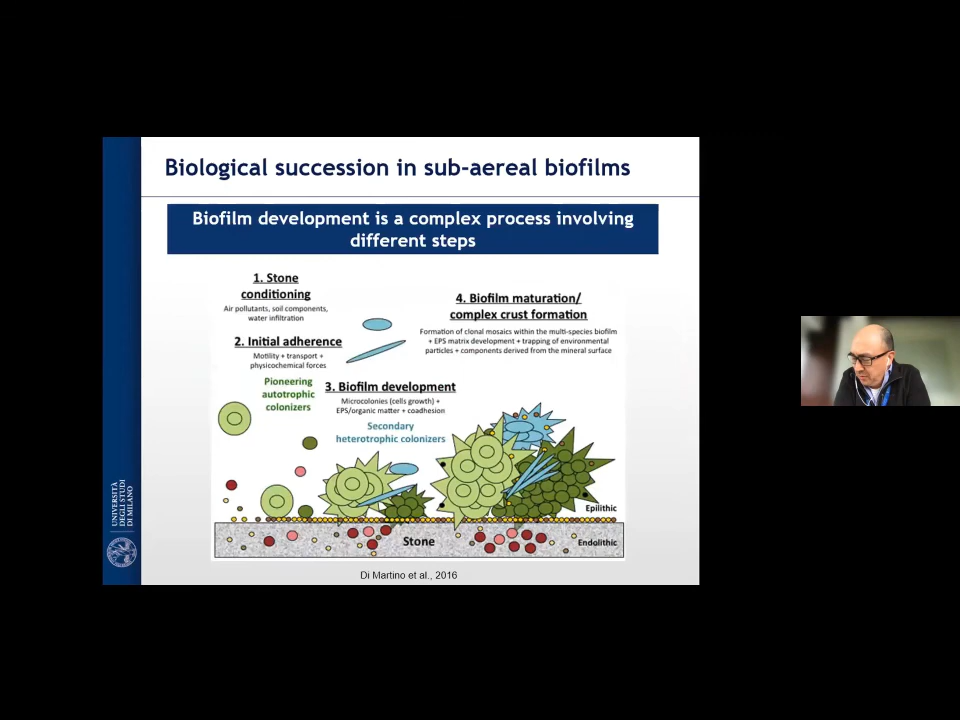 Biological succession in sub-aereal biofilms
Biofilm development is a complex process involving
different steps
1. Stone
conditioning
Air pollutants, soil components,
water infiltration
2. Initial adherence
Motility + transport +
physicochemical forces
Pioneering
autotrophic
colonizers
3. Biofilm development
Microcolonies (cells growth) +
EPS/organic matter + coadhesion
Secondary
heterotrophic colonizers
4. Biofilm maturation/
complex crust formation
Formation of clonal mosaics within the multi-species biofilm
+ EPS matrix development + trapping of environmental
particles + components derived from the mineral surface
Epilithic
Stone
Endolithic
Di Martino et al., 2016
UNIVERSITÀ
DEGLI STUDI
DI MILANO